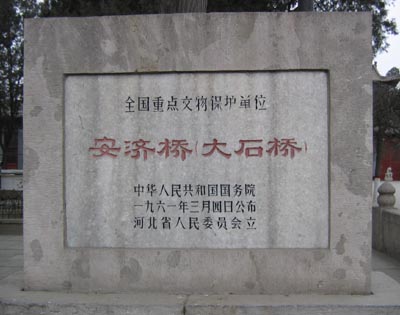 全国重点文物保护单位
安济桥(大石桥)
中华人民共和国国务院
一九六一年三月四日公布
河北省人民委员会立